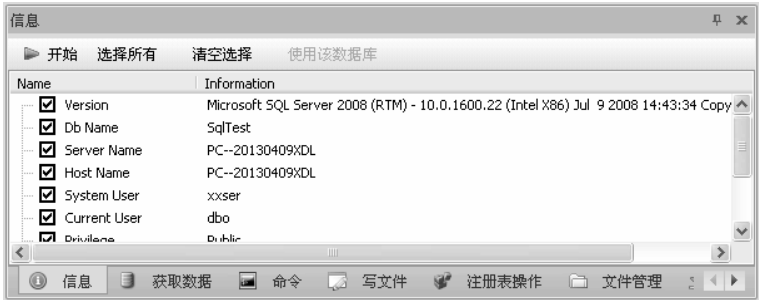 信息
开始 选择所有 清空选择 使用该数据库
Name Information
Version Microsoft SQL Server 2008 (RTM) - 10.0.1600.22 (Intel X86) Jul 9 2008 14:43:34 Copy
Db Name SqlTest
Server Name PC--20130409XDL
Host Name PC--20130409XDL
System User xxser
Current User dbo
Privilege Public
信息 获取数据 命令 写文件 注册表操作 文件管理